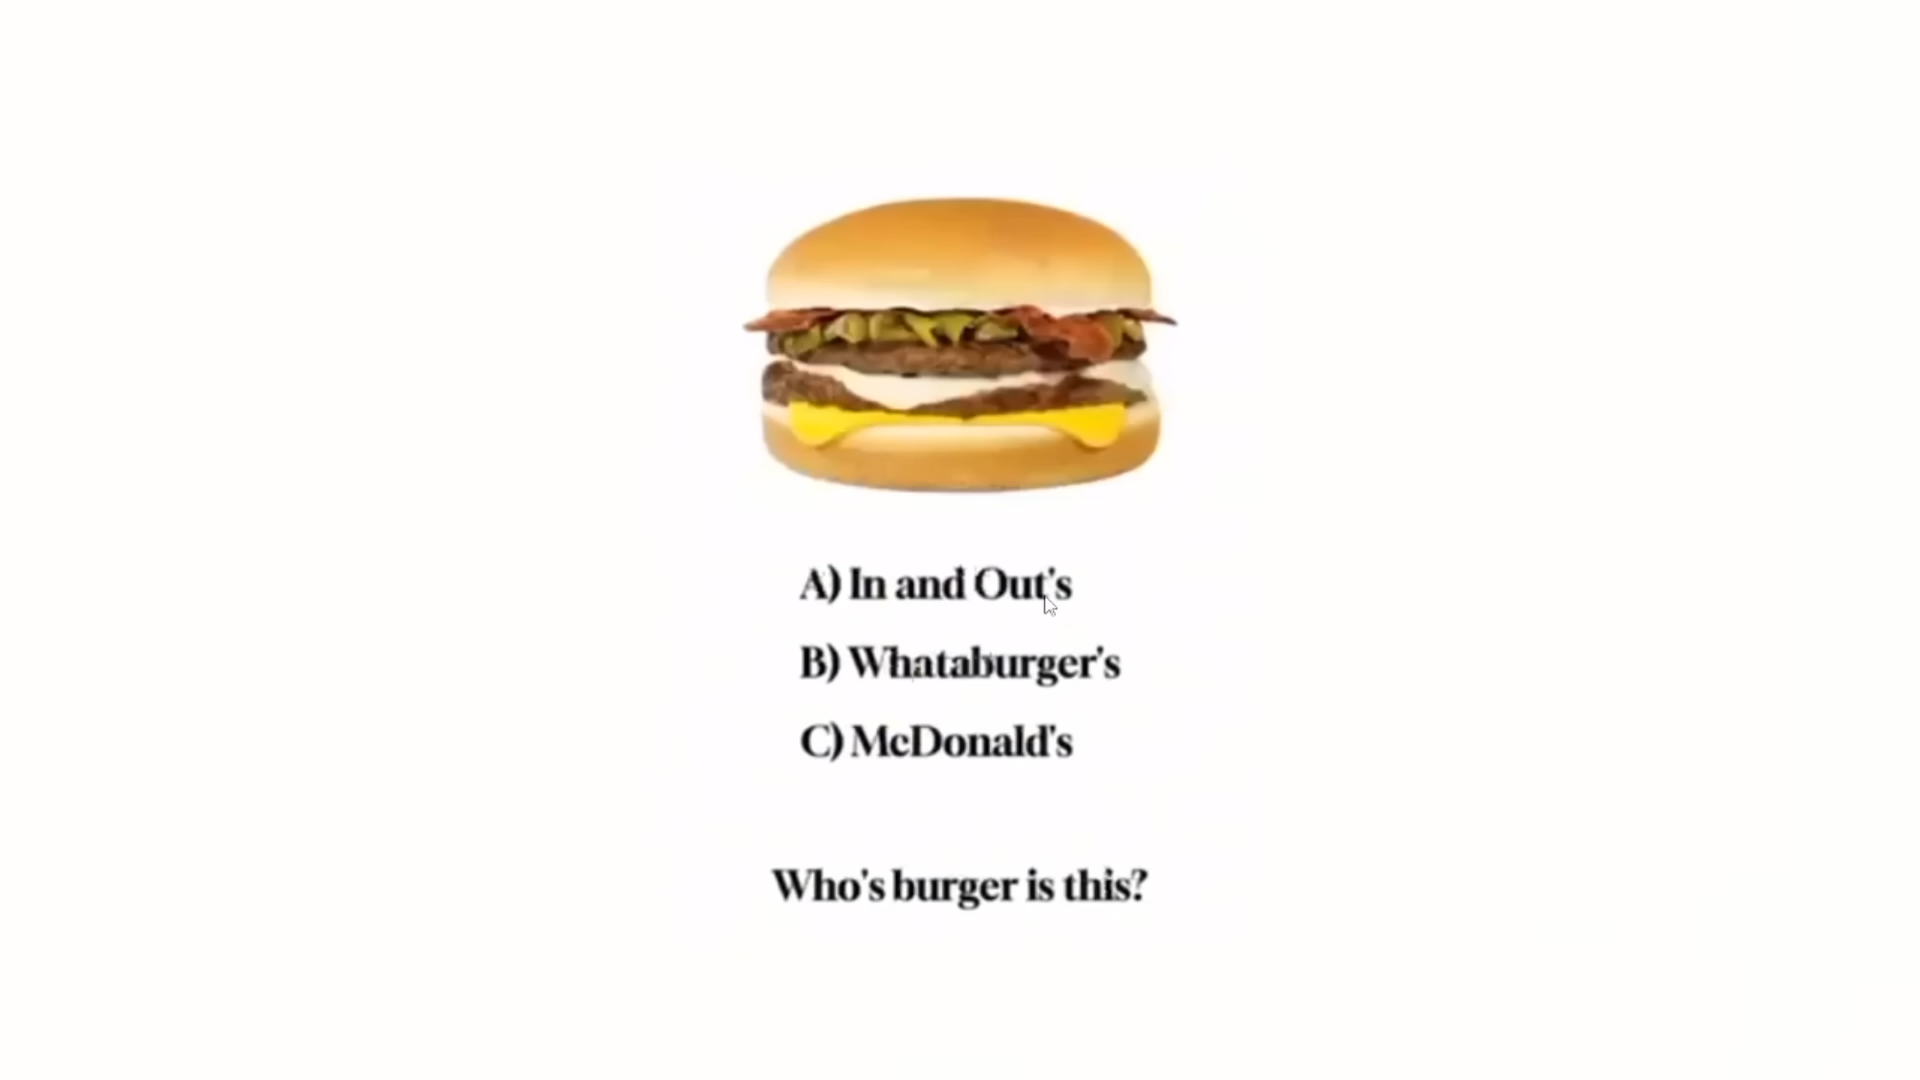 A) In and Out's
B) Whataburger's
C) McDonald's
Who's burger is this?